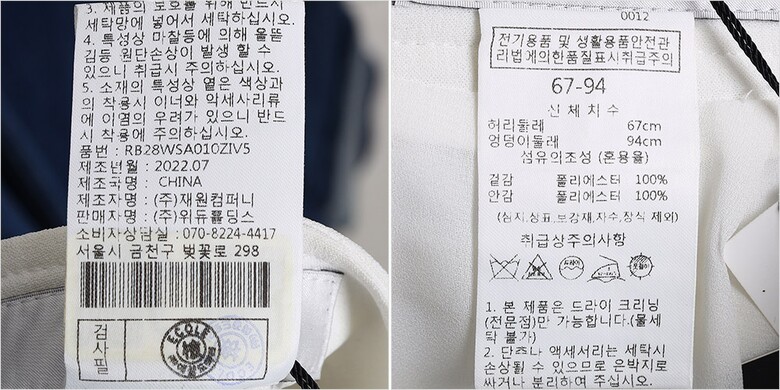 3. 제품의 보호를 위해 반드시
세탁망에 넣어서 세탁하십시오.
4. 특성상 마찰등에 의해 올뜯
김등 원단손상이 발생 할 수
있으니 취급시 주의하십시오.
5. 소재의 특성상 옅은 색상과
의 착용시 이너와 악세사리류
에 이염의 우려가 있으니 반드
시 착용에 주의하십시오.
품번 : RB28WSA010ZIV5
제조년월 : 2022.07
제조국명 : CHINA
제조자명 : (주)재원컴퍼니
판매자명 : (주)위듀홀딩스
소비자상담실 : 070-8224-4417
서울시 금천구 벚꽃로 298
검사필
ECOLE
0012
전기용품 및 생활용품안전관
리법에의한품질표시취급주의
67-94
신체치수
허리둘레 67cm
엉덩이둘레 94cm
섬유의조성 (혼용율)
겉감 폴리에스터 100%
안감 폴리에스터 100%
(심지,상표,보강재,자수,장식 제외)
취급상주의사항
1. 본 제품은 드라이 크리닝
(전문점)만 가능합니다.(물세
탁 불가)
2. 단추나 액세서리는 세탁시
손상될 수 있으므로 은박지로
싸거나 분리하여 주십시오.